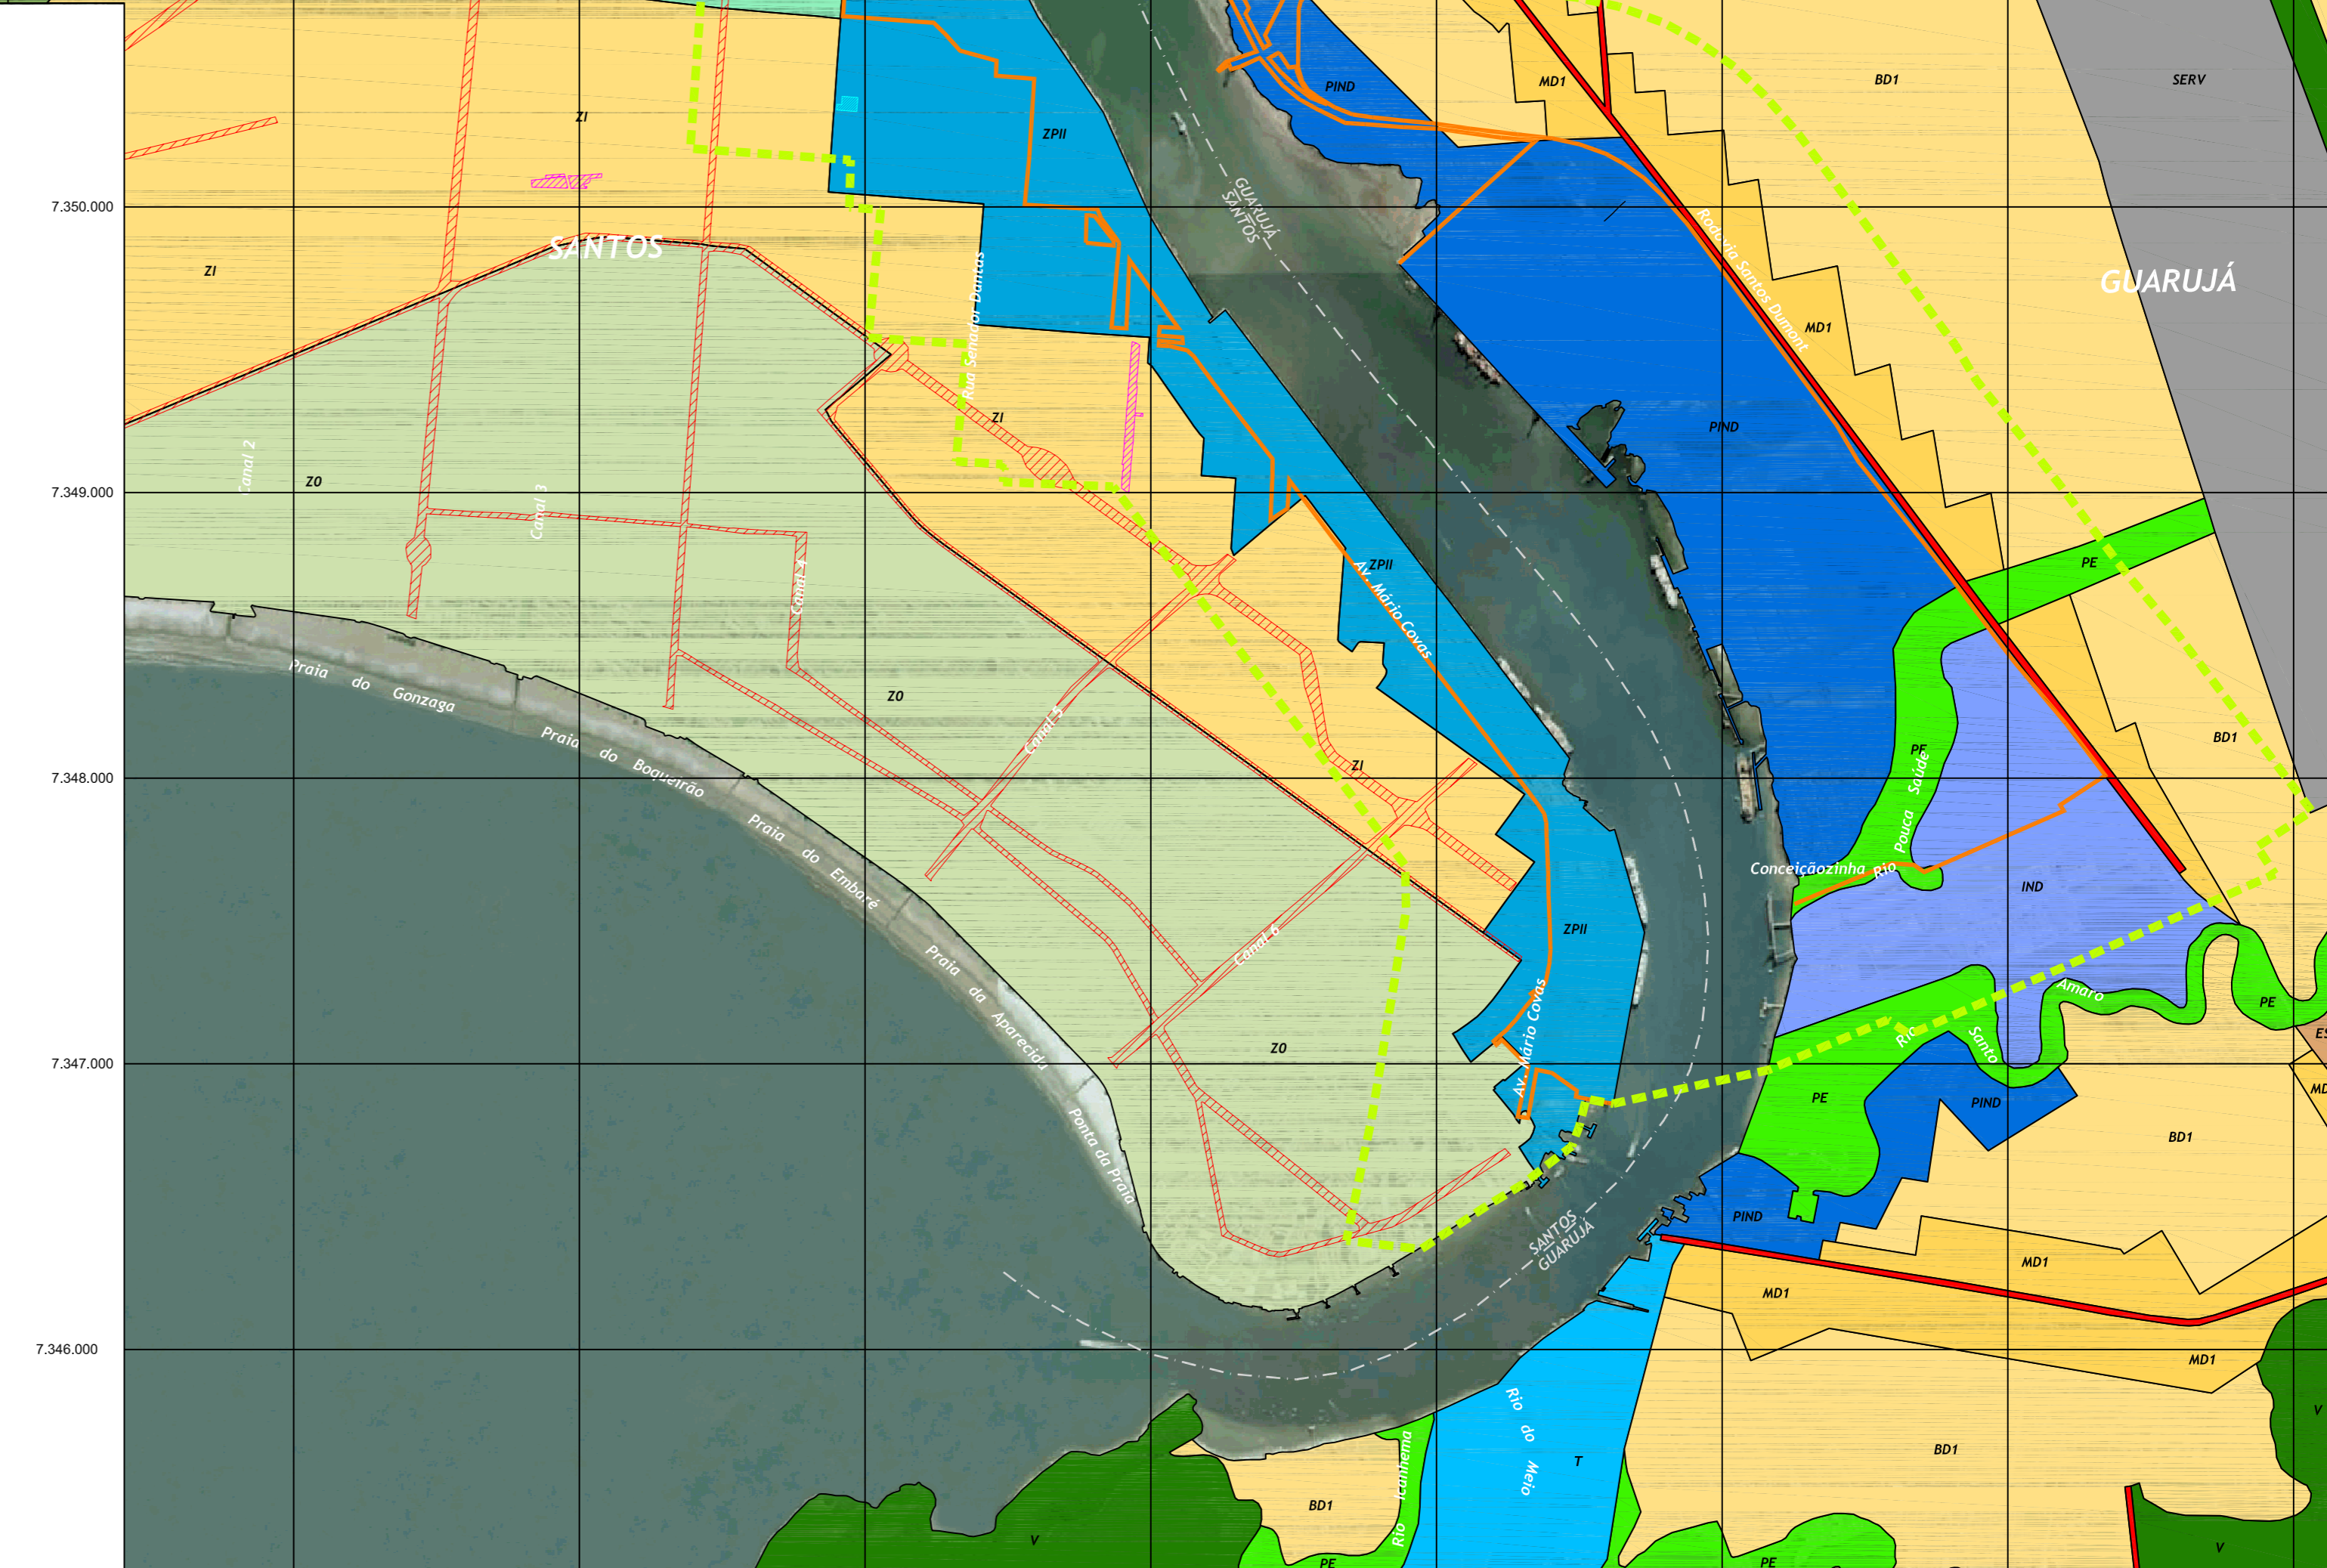 PIND
MD1
BD1
SERV
ZI
ZPII
7.350.000
GUARUJÁ
SANTOS
SANTOS
ZI
Rua Senador Dantas
Rodovia Santos Dumont
GUARUJÁ
MD1
ZI
PIND
Canal 2
ZO
Canal 3
7.349.000
ZPII
Av. Mário Covas
PE
Canal 4
Praia do Gonzaga
ZO
Canal 5
Praia do Boqueirão
ZI
PE
BD1
7.348.000
Praia do Embaré
Rio Pouca Saúde
Conceiçãozinha
IND
Canal 6
ZPII
Praia da Aparecida
Av. Mário Covas
Rio Santo Amaro
PE
ES
ZO
7.347.000
PE
PIND
MD
BD1
Ponta da Praia
PIND
SANTOS
GUARUJÁ
MD1
MD1
7.346.000
MD1
Rio do Meio
V
BD1
Rio Icanhema
T
BD1
V
PE
PE
V